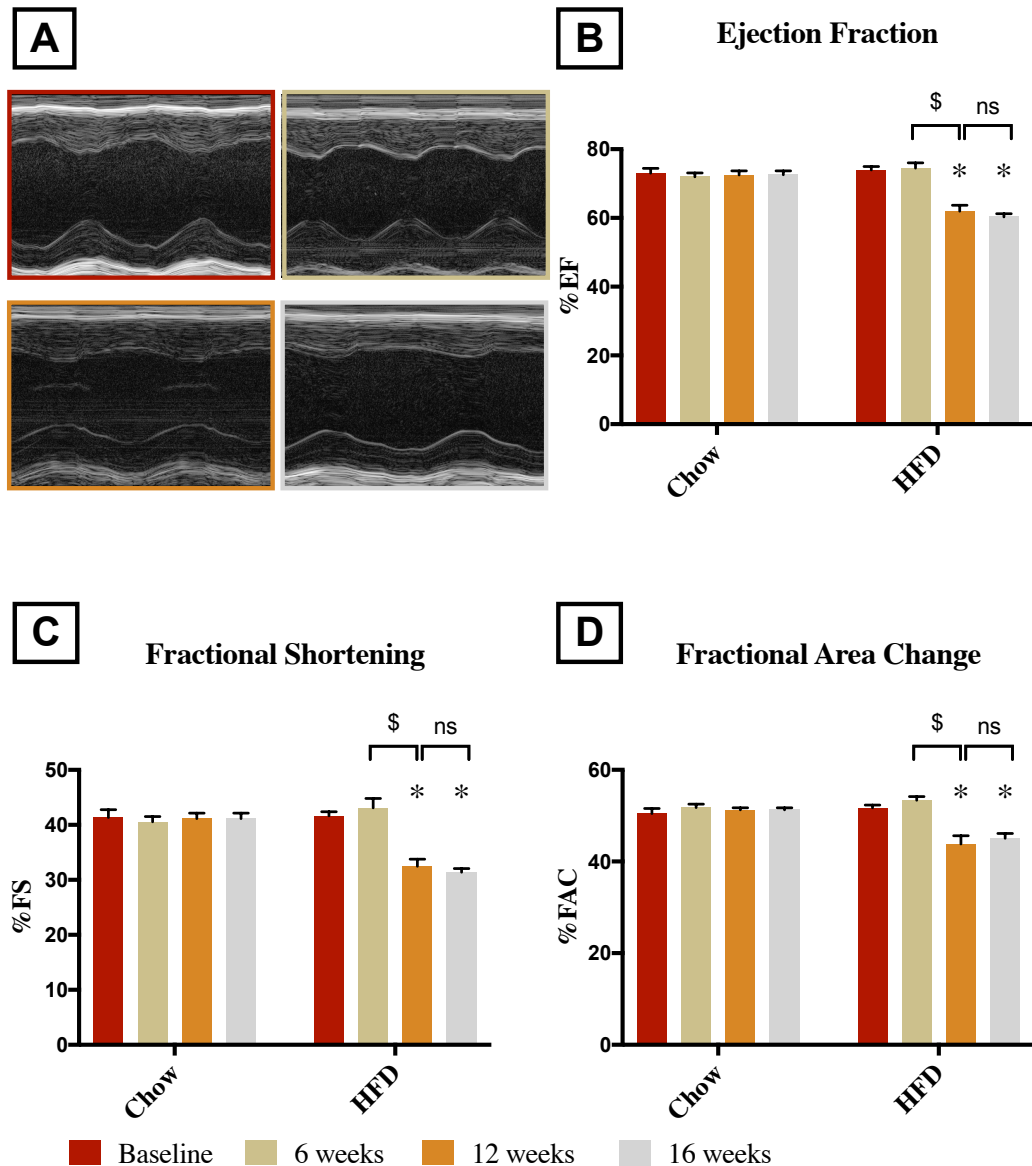 A
B
Ejection Fraction
$
ns
* *
80
60
40
20
0
%EF
Chow
HFD
C
Fractional Shortening
$
ns
* *
50
40
30
20
10
0
%FS
Chow
HFD
D
Fractional Area Change
$
ns
* *
60
40
20
0
%FAC
Chow
HFD
Baseline 6 weeks 12 weeks 16 weeks